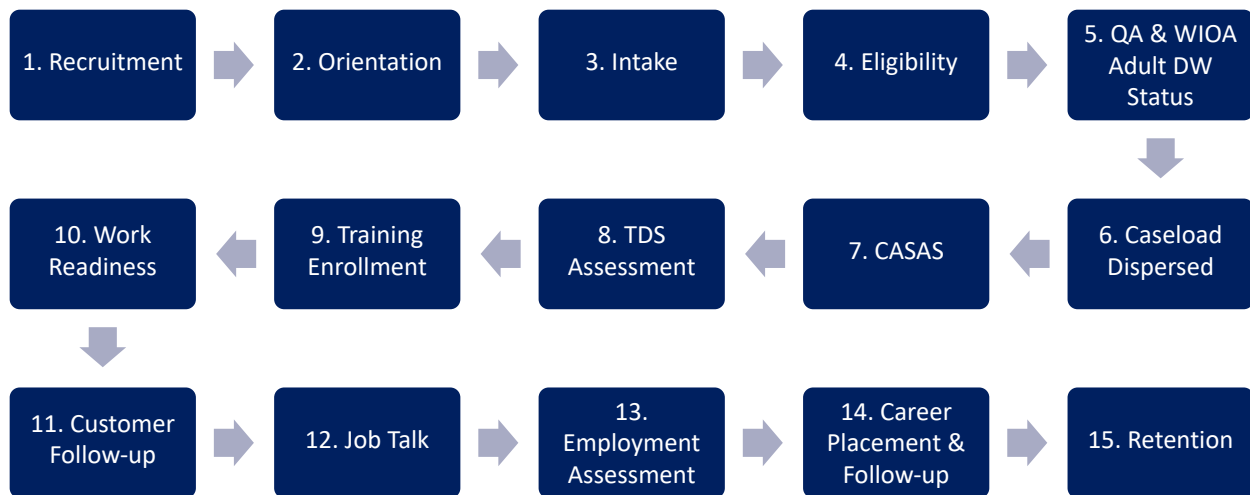 1. Recruitment
2. Orientation
3. Intake
4. Eligibility
5. QA & WIOA
Adult DW
Status
6. Caseload
Dispersed
7. CASAS
8. TDS
Assessment
9. Training
Enrollment
10. Work
Readiness
11. Customer
Follow-up
12. Job Talk
13.
Employment
Assessment
14. Career
Placement &
Follow-up
15. Retention